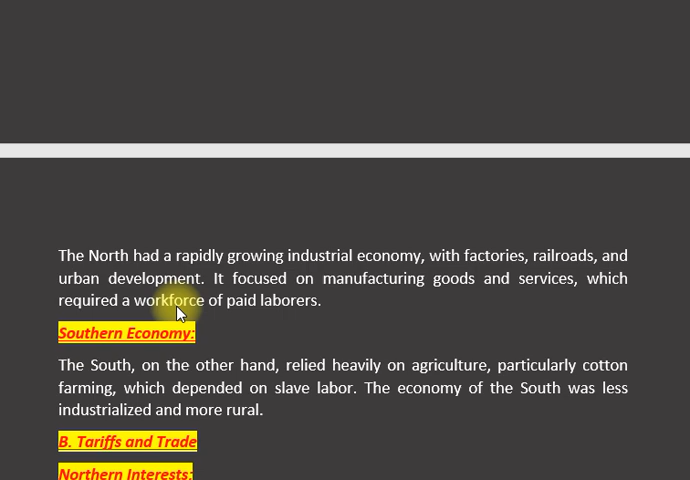 The North had a rapidly growing industrial economy, with factories, railroads, and
urban development. It focused on manufacturing goods and services, which
required a workforce of paid laborers.
Southern Economy:
The South, on the other hand, relied heavily on agriculture, particularly cotton
farming, which depended on slave labor. The economy of the South was less
industrialized and more rural.
B. Tariffs and Trade
Northern Interests: